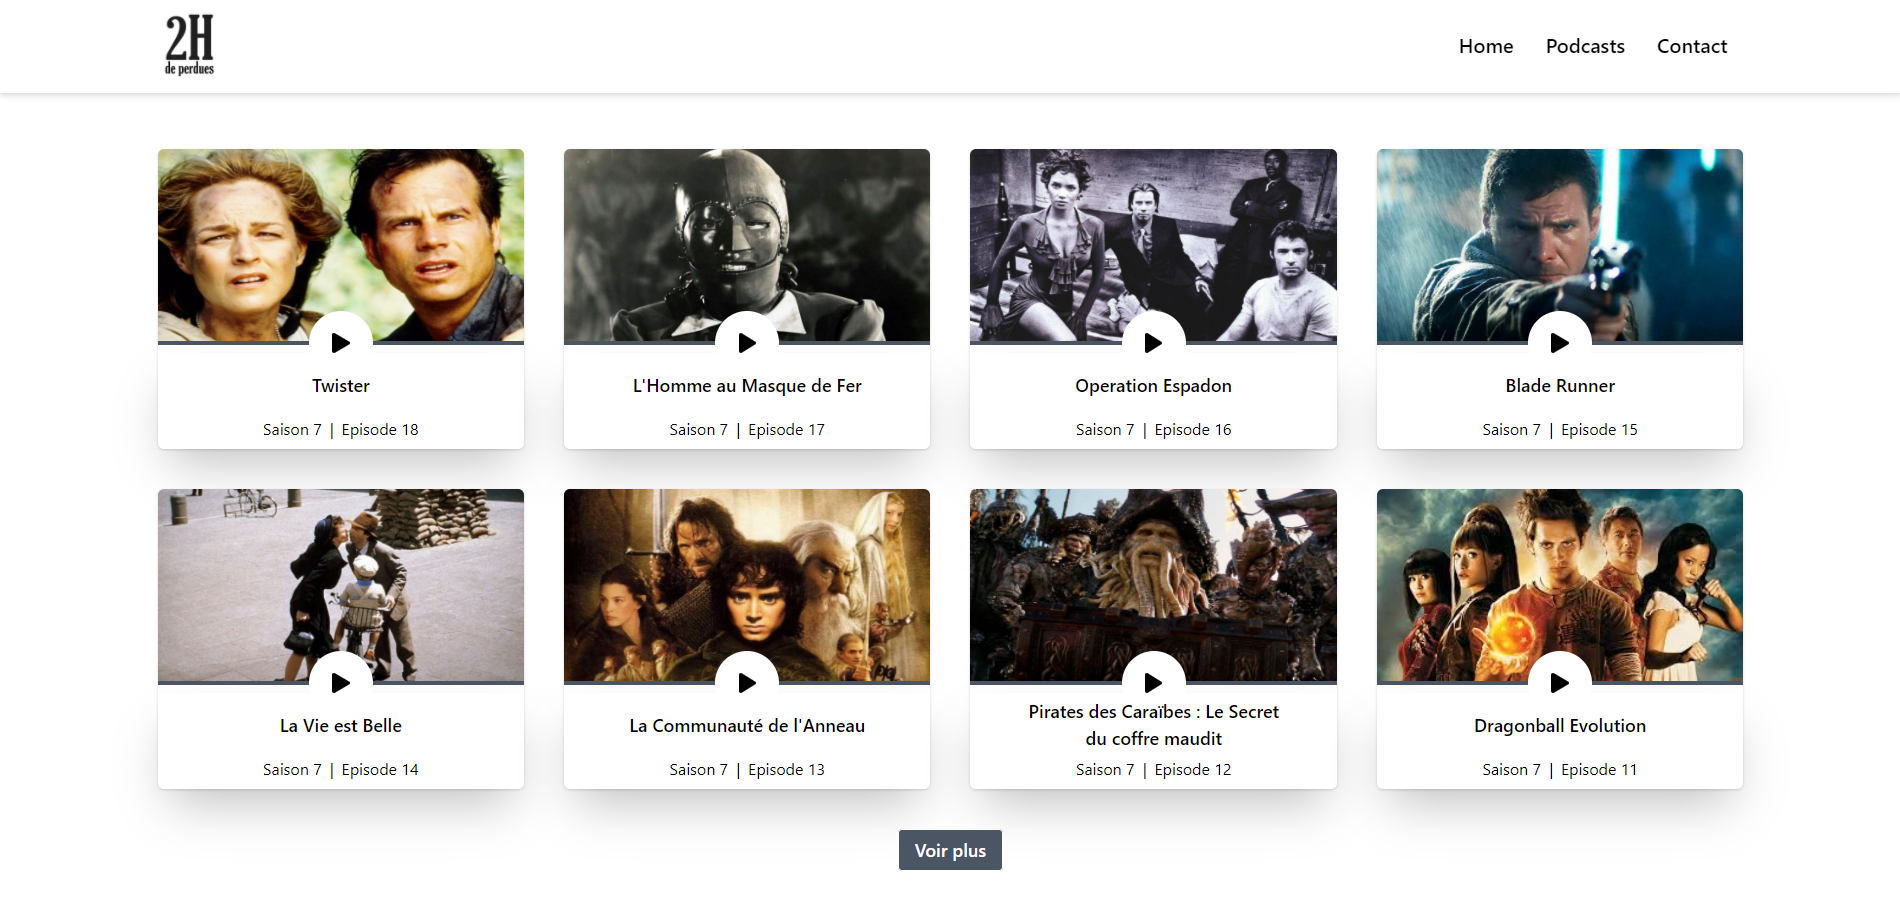 2H
de perdues
Home
Podcasts
Contact
Twister
Saison 7 | Episode 18
L'Homme au Masque de Fer
Saison 7 | Episode 17
Operation Espadon
Saison 7 | Episode 16
Blade Runner
Saison 7 | Episode 15
La Vie est Belle
Saison 7 | Episode 14
La Communauté de l'Anneau
Saison 7 | Episode 13
Pirates des Caraïbes : Le Secret
du coffre maudit
Saison 7 | Episode 12
Dragonball Evolution
Saison 7 | Episode 11
Voir plus